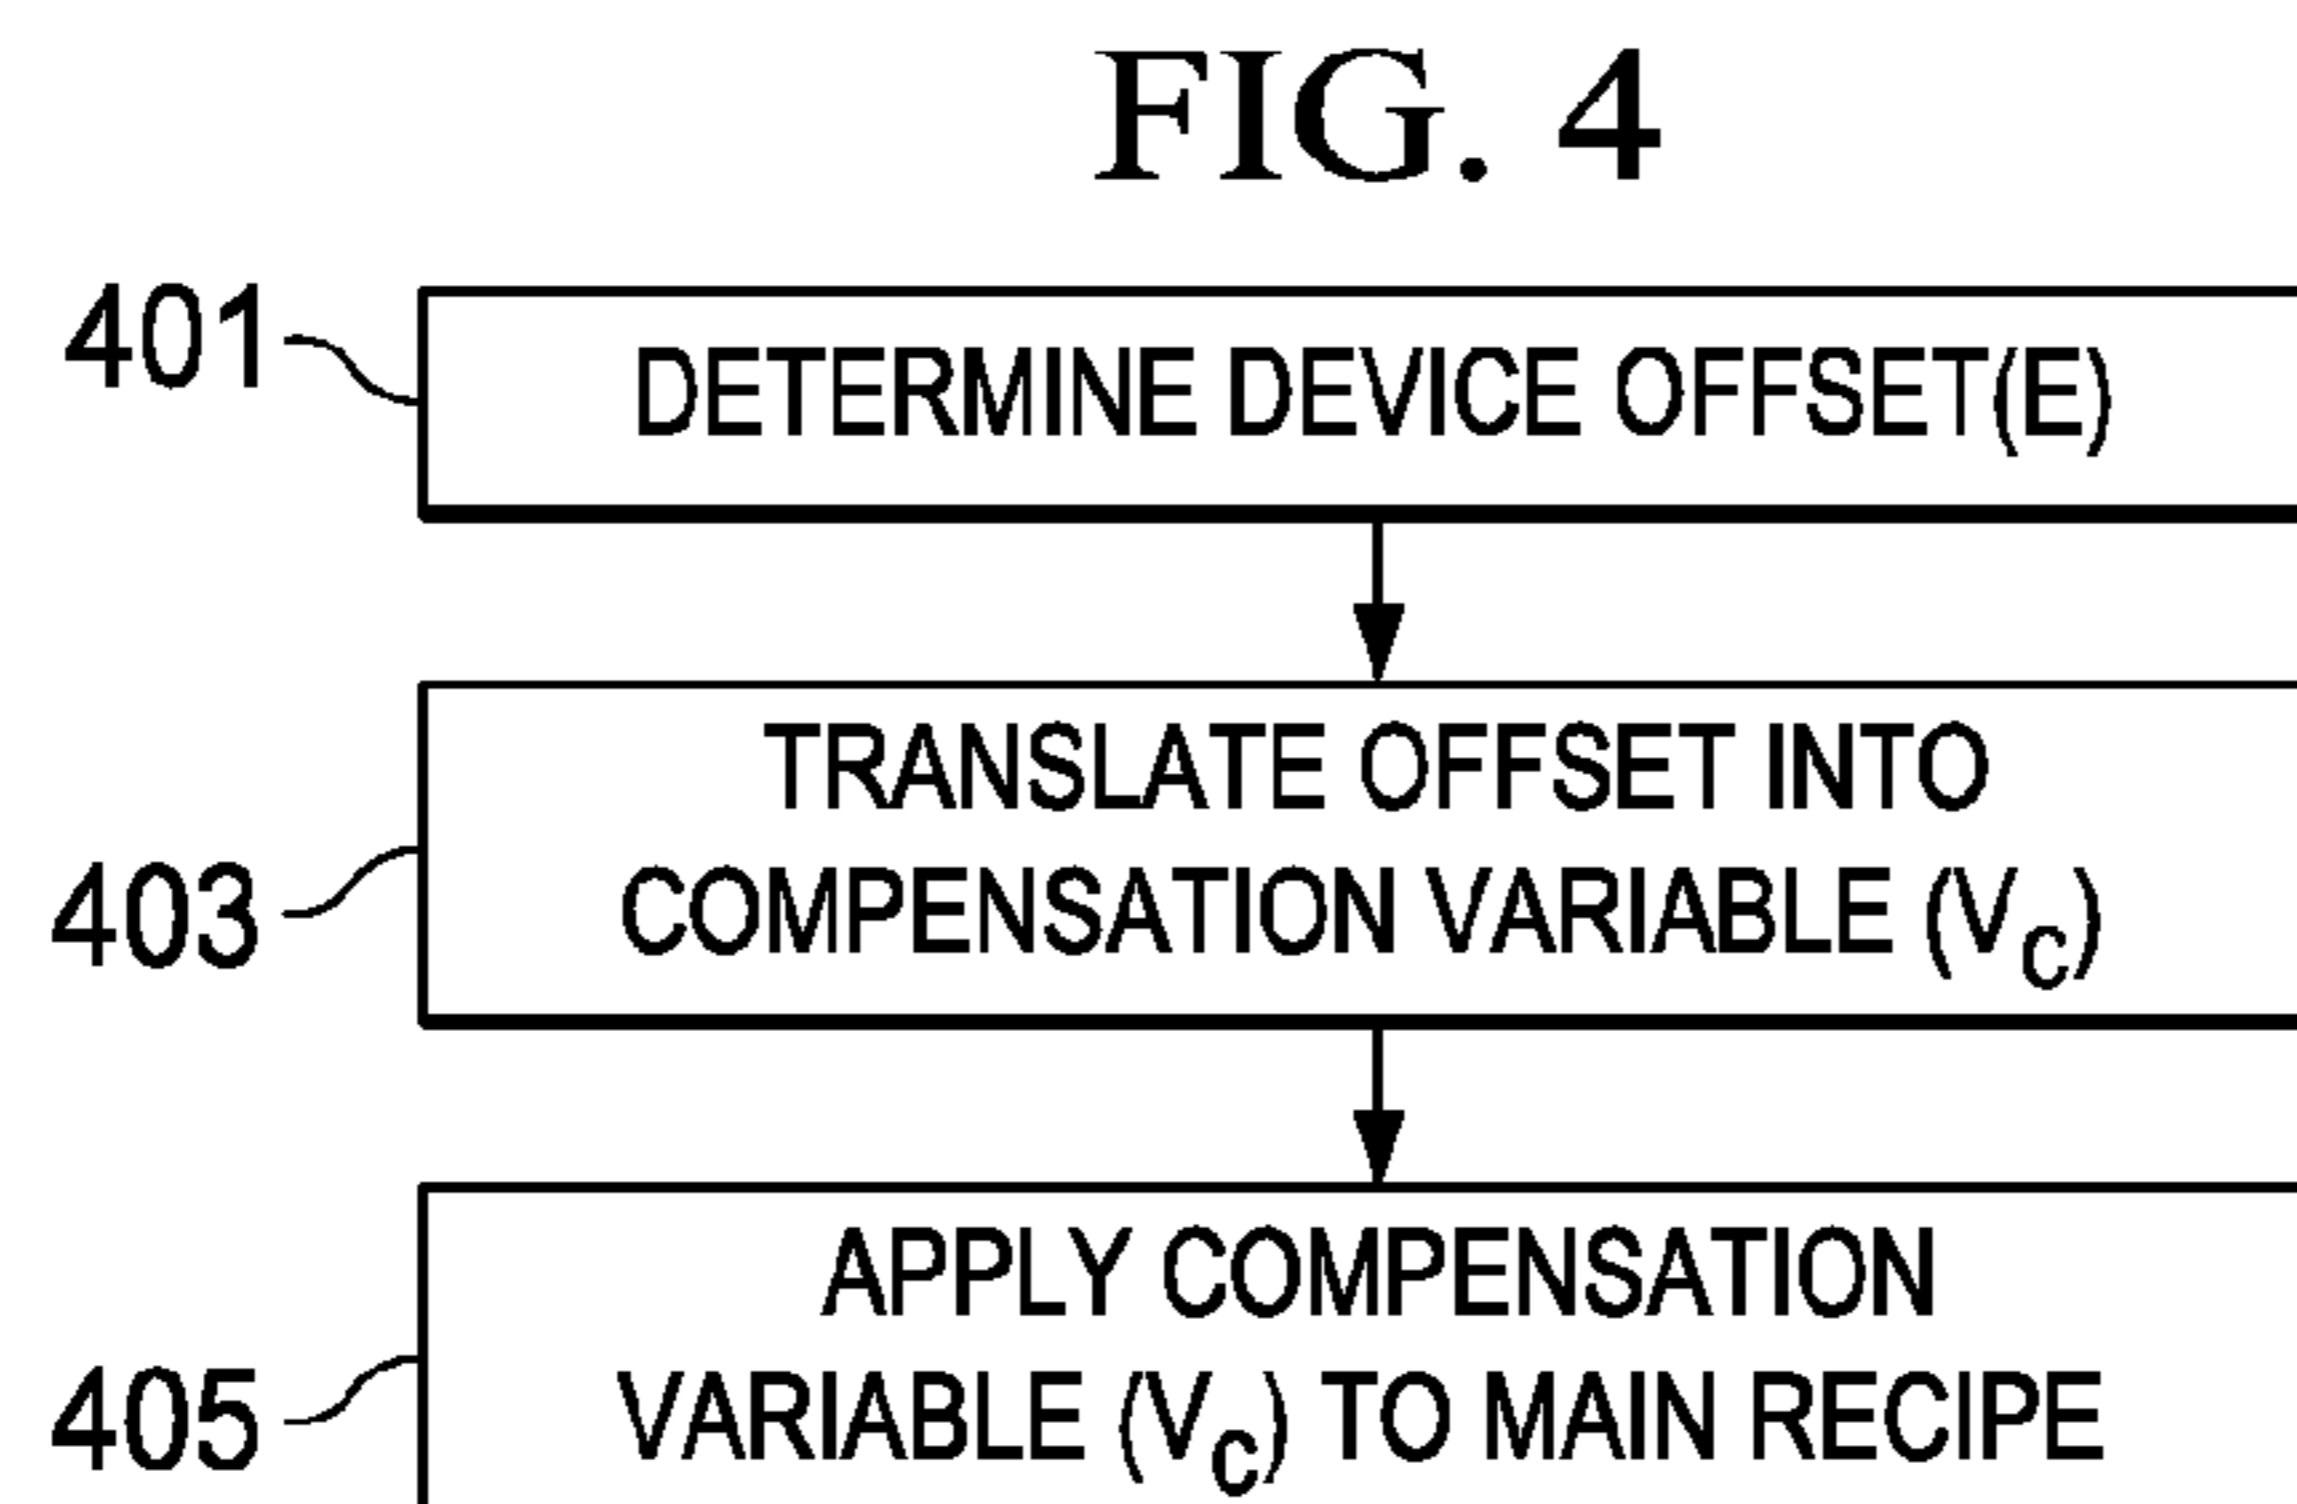 FIG. 4
401
DETERMINE DEVICE OFFSET(E)
403
TRANSLATE OFFSET INTO
COMPENSATION VARIABLE (Vc)
405
APPLY COMPENSATION
VARIABLE (Vc) TO MAIN RECIPE